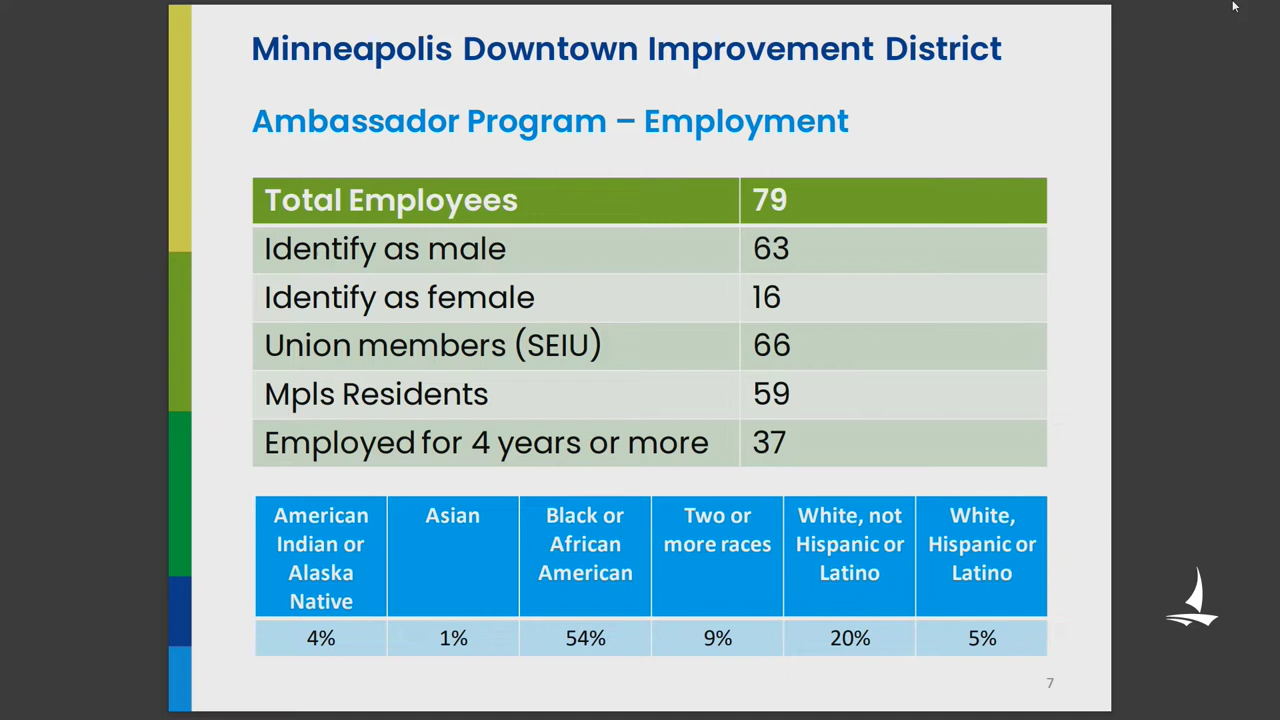 Minneapolis Downtown Improvement District
Ambassador Program – Employment
Total Employees 79
Identify as male 63
Identify as female 16
Union members (SEIU) 66
Mpls Residents 59
Employed for 4 years or more 37
American Indian or Alaska Native
Asian
Black or African American
Two or more races
White, not Hispanic or Latino
White, Hispanic or Latino
4% 1% 54% 9% 20% 5%
7